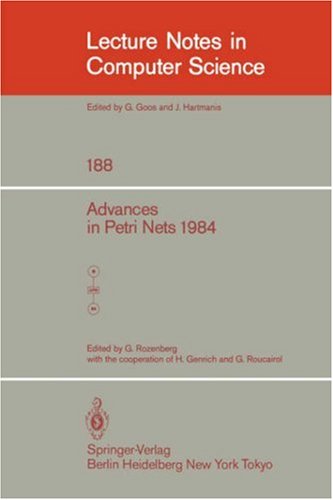 Lecture Notes in
Computer Science
Edited by G. Goos and J. Hartmanis
188
Advances
in Petri Nets 1984
Edited by G. Rozenberg
with the cooperation of H. Genrich and G. Roucairol
Springer-Verlag
Berlin Heidelberg New York Tokyo